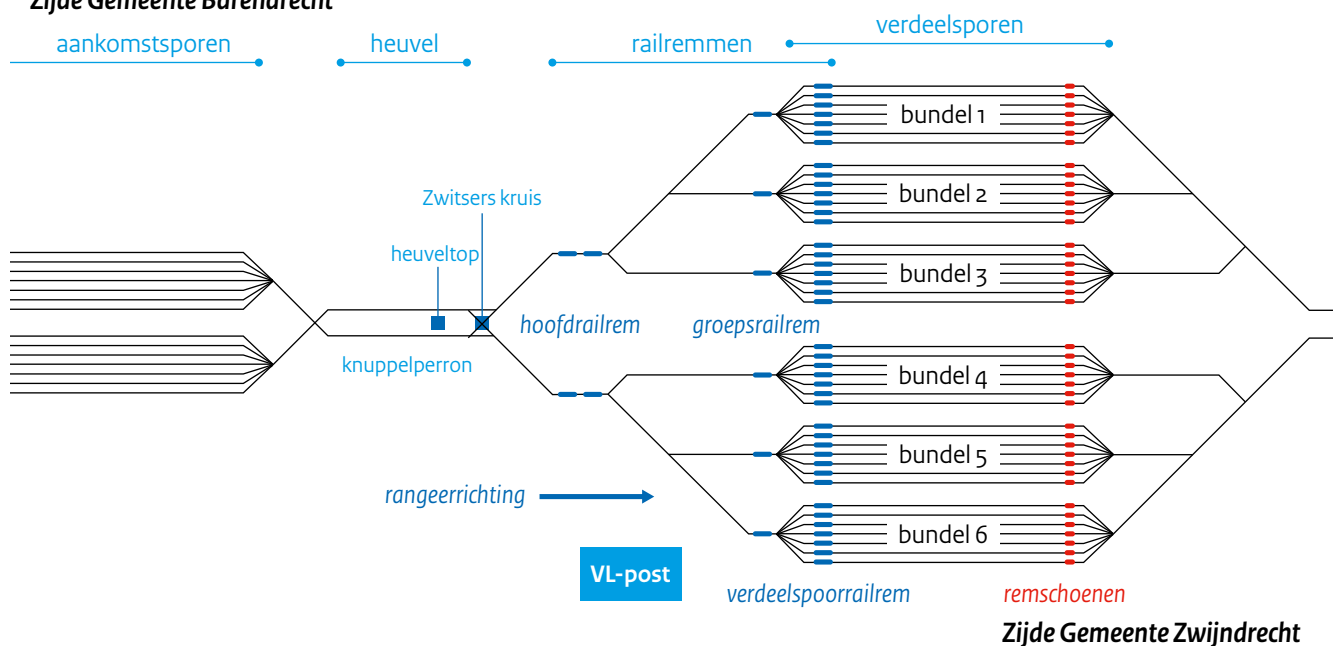 Zijde Gemeente Barendrecht
aankomstsporen
heuvel
railremmen
verdeelsporen
bundel 1
bundel 2
Zwitsers kruis
heuveltop
bundel 3
hoofdrailrem
groepsrailrem
knuppelperron
bundel 4
bundel 5
rangeerrichting
bundel 6
VL-post
verdeelspoorrailrem
remschoenen
Zijde Gemeente Zwijndrecht